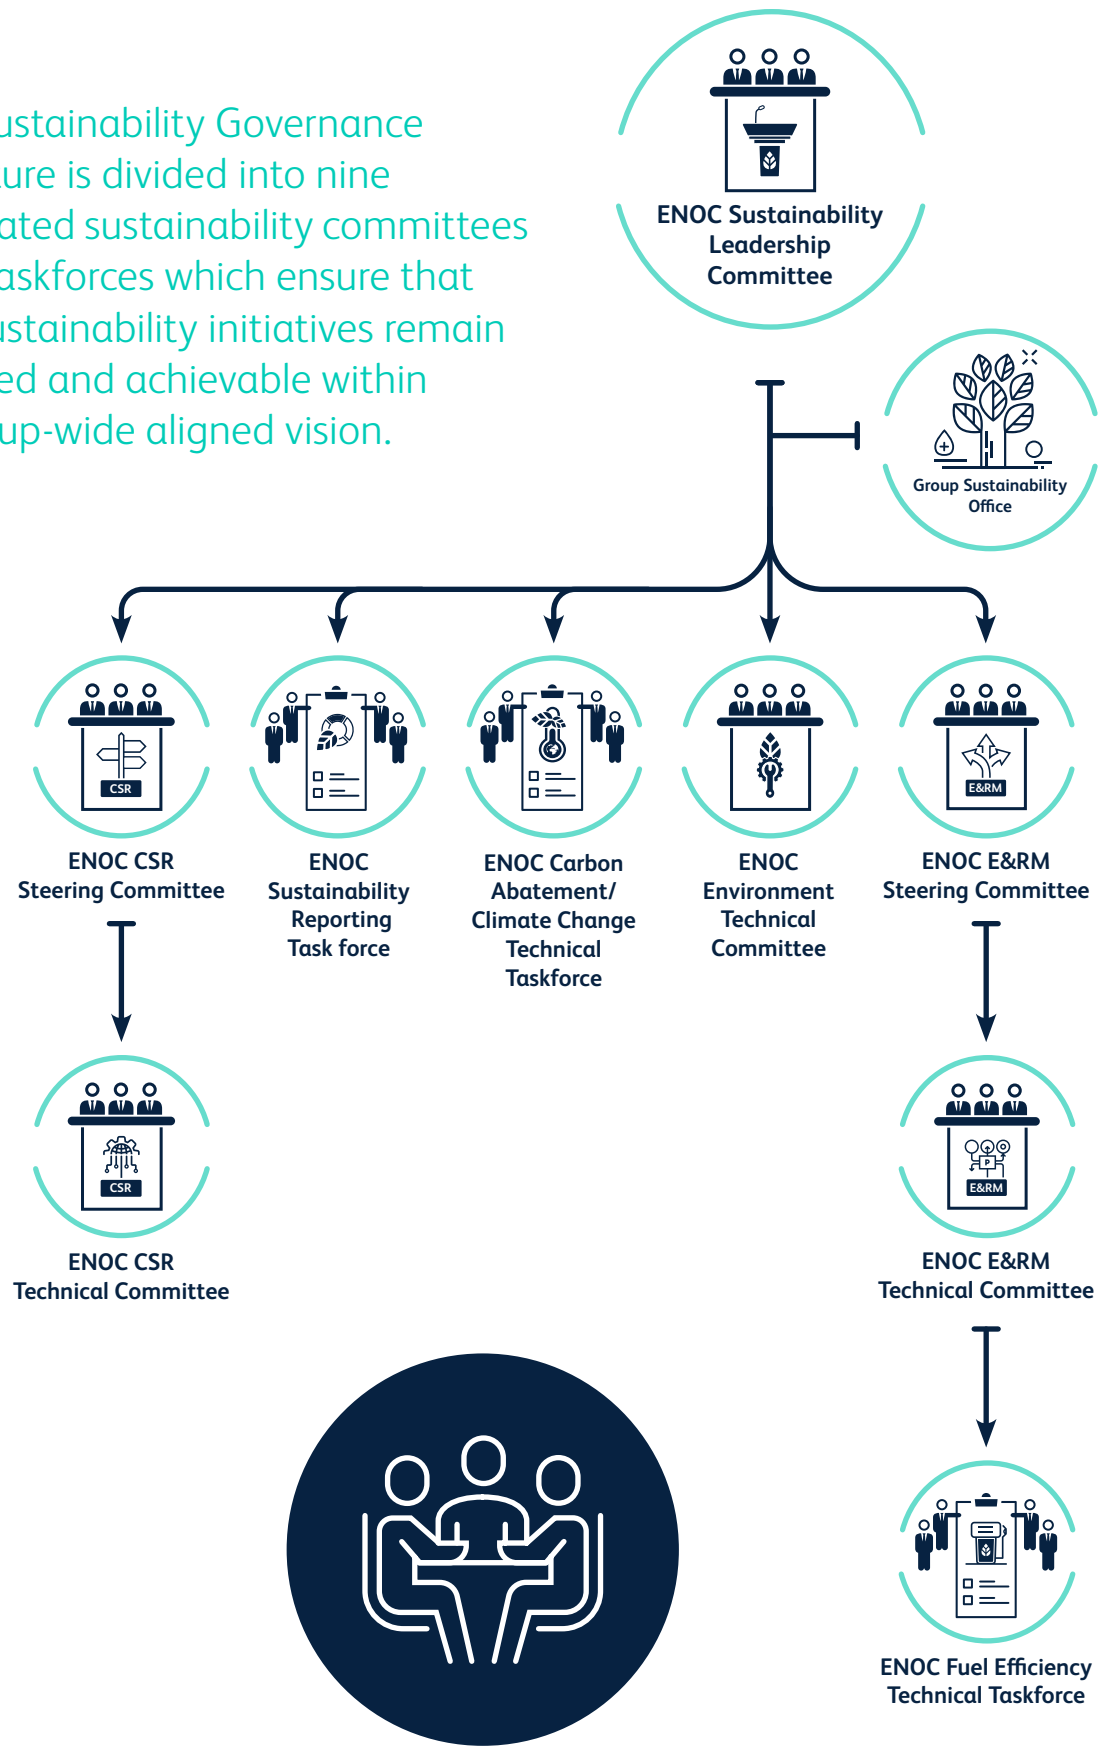 ustainability Governance
ure is divided into nine
ated sustainability committees
askforces which ensure that
ustainability initiatives remain
ed and achievable within
up-wide aligned vision.
ENOC Sustainability
Leadership
Committee
Group Sustainability
Office
CSR
E&RM
ENOC CSR
Steering Committee
ENOC
Sustainability
Reporting
Task force
ENOC Carbon
Abatement/
Climate Change
Technical
Taskforce
ENOC
Environment
Technical
Committee
ENOC E&RM
Steering Committee
CSR
P
E&RM
ENOC CSR
Technical Committee
ENOC E&RM
Technical Committee
ENOC Fuel Efficiency
Technical Taskforce